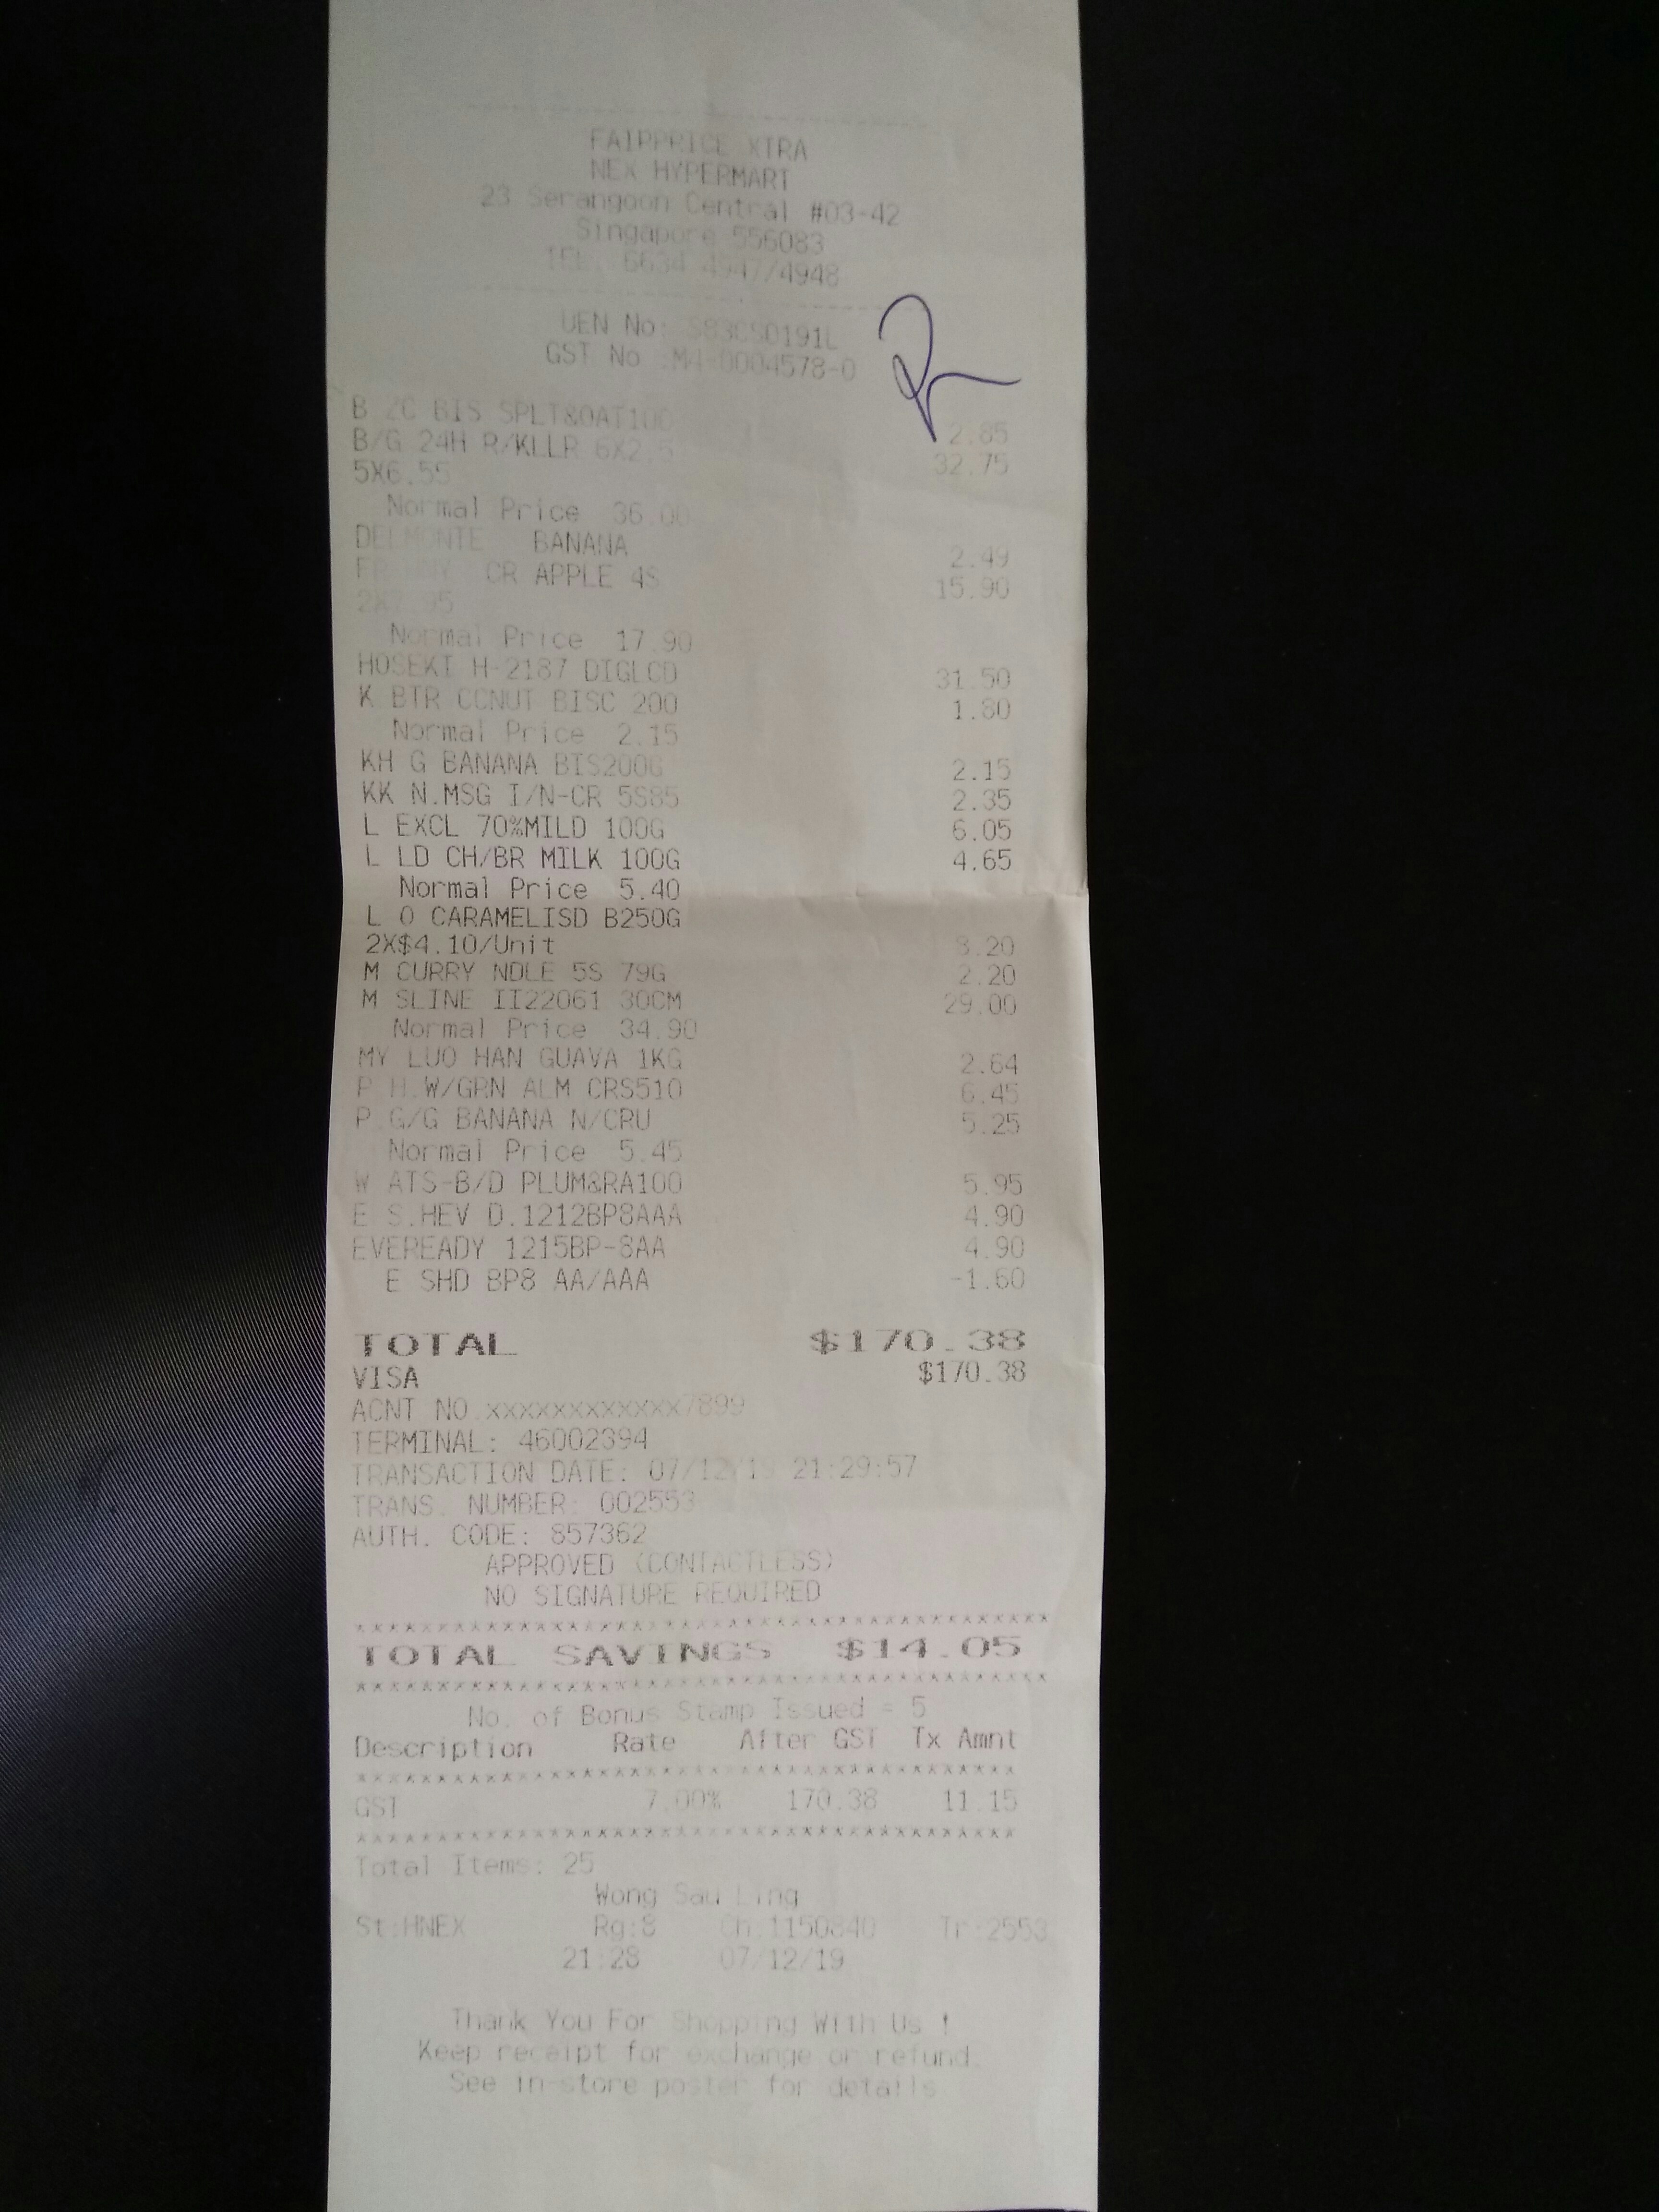 FAIRPRICE XTRA
NEX HYPERMART
23 Serangoon Central #03-42
Singapore 556083
TEL: 6634 4947/4948
UEN No: S83CS0191L
GST No :M4-0004578-0
B ZC BIS SPLT&OAT100 2.85
B/G 24H R/KLLR 6X2.5 32.75
5X6.55
Normal Price 36.00
DELMONTE BANANA 2.49
CR APPLE 4S 15.90
2X7.95
Normal Price 17.90
HOSEKI H-2187 DIGLCD 31.50
K BTR CCNUT BISC 200 1.80
Normal Price 2.15
KH G BANANA BIS200G 2.15
KK N.MSG I/N-CR 5S85 2.35
L EXCL 70%MILD 100G 6.05
L LD CH/BR MILK 100G 4.65
Normal Price 5.40
L O CARAMELISD B250G
2X$4.10/Unit 8.20
M CURRY NDLE 5S 79G 2.20
M SLINE II22061 30CM 29.00
Normal Price 34.90
MY LUO HAN GUAVA 1KG 2.64
P H.W/GRN ALM CRS510 6.45
P G/G BANANA N/CRU 5.25
Normal Price 5.45
W ATS-B/D PLUM&RA100 5.95
E S.HEV D.1212BP8AAA 4.90
EVEREADY 1215BP-8AA 4.90
E SHD BP8 AA/AAA -1.60
TOTAL $170.38
VISA $170.38
ACNT NO.xxxxxxxxxxxx7899
TERMINAL: 46002394
TRANSACTION DATE: 07/12/19 21:29:57
TRANS. NUMBER: 002553
AUTH. CODE: 857362
APPROVED (CONTACTLESS)
NO SIGNATURE REQUIRED
TOTAL SAVINGS $14.05
No. of Bonus Stamp Issued = 5
Description Rate After GST Tx Amnt
GST 7.00% 170.38 11.15
Total Items: 25
Wong Sau Ling
St:HNEX Rg:8 Ch:1150840 Tr:2553
21:28 07/12/19
Thank You For Shopping With Us !
Keep receipt for exchange or refund.
See in-store poster for details